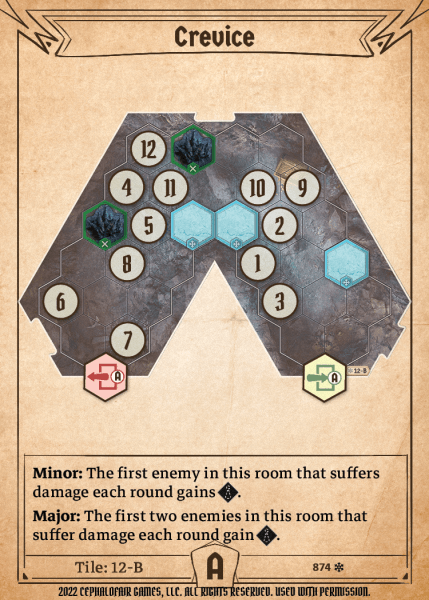 Crevice
12
4 11 10 9
5 2
8 1
6 3
7
A A
12-B
Minor: The first enemy in this room that suffers
damage each round gains .
Major: The first two enemies in this room that
suffer damage each round gain .
Tile: 12-B A 874
2022 CEPHALOFAIR GAMES, LLC. ALL RIGHTS RESERVED. USED WITH PERMISSION.